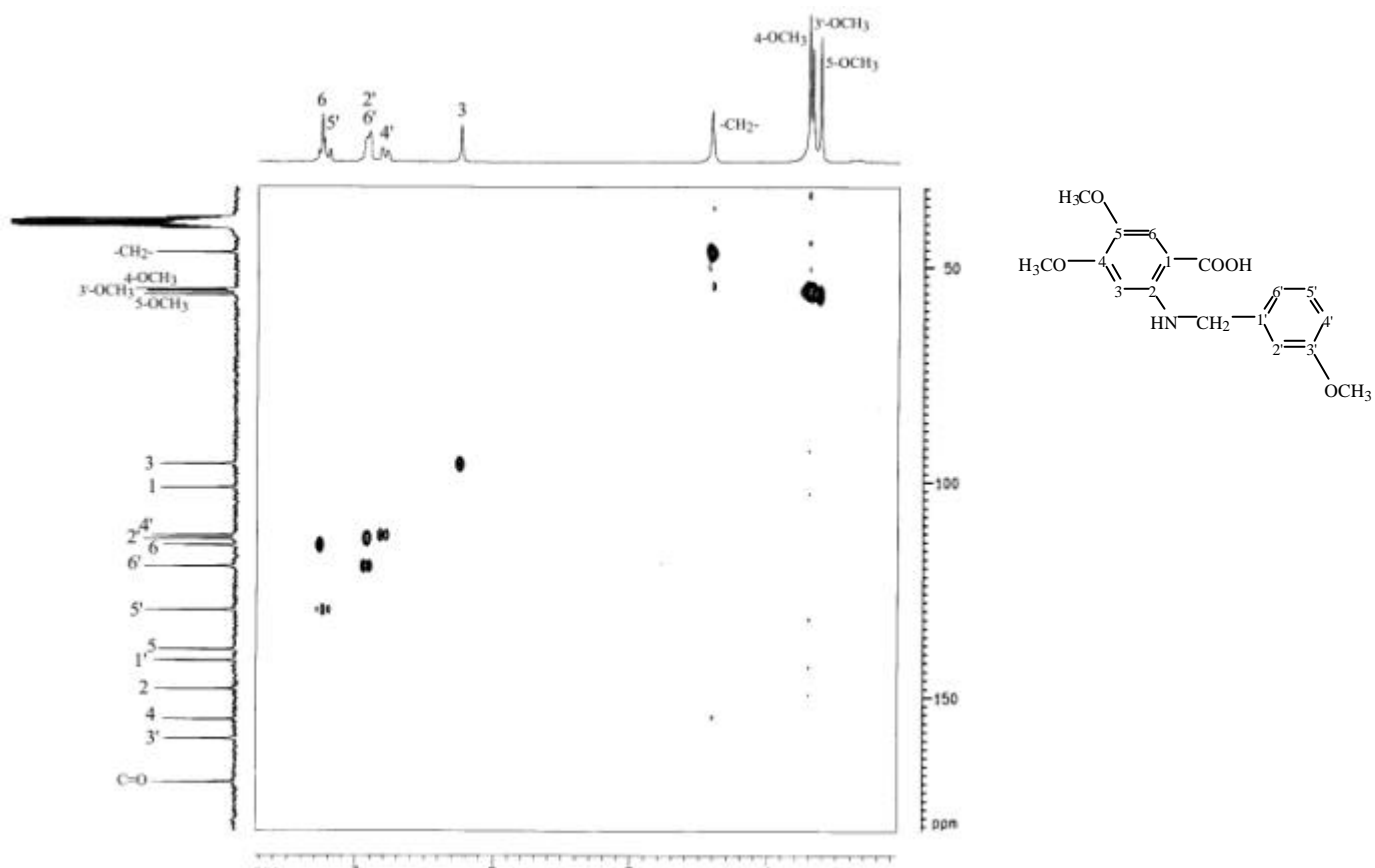 3'-OCH3
4-OCH3
5-OCH3
6
5'
2'
6'
4'
3
-CH2-
-CH2-
4-OCH3
3'-OCH3
5-OCH3
3
1
4'
2'
6
6'
5'
5
1'
2
4
3'
C=O
50
100
150
ppm
H3CO
5
6
H3CO
4
1
COOH
3
2
HN
CH2
6'
5'
1'
4'
2'
3'
OCH3